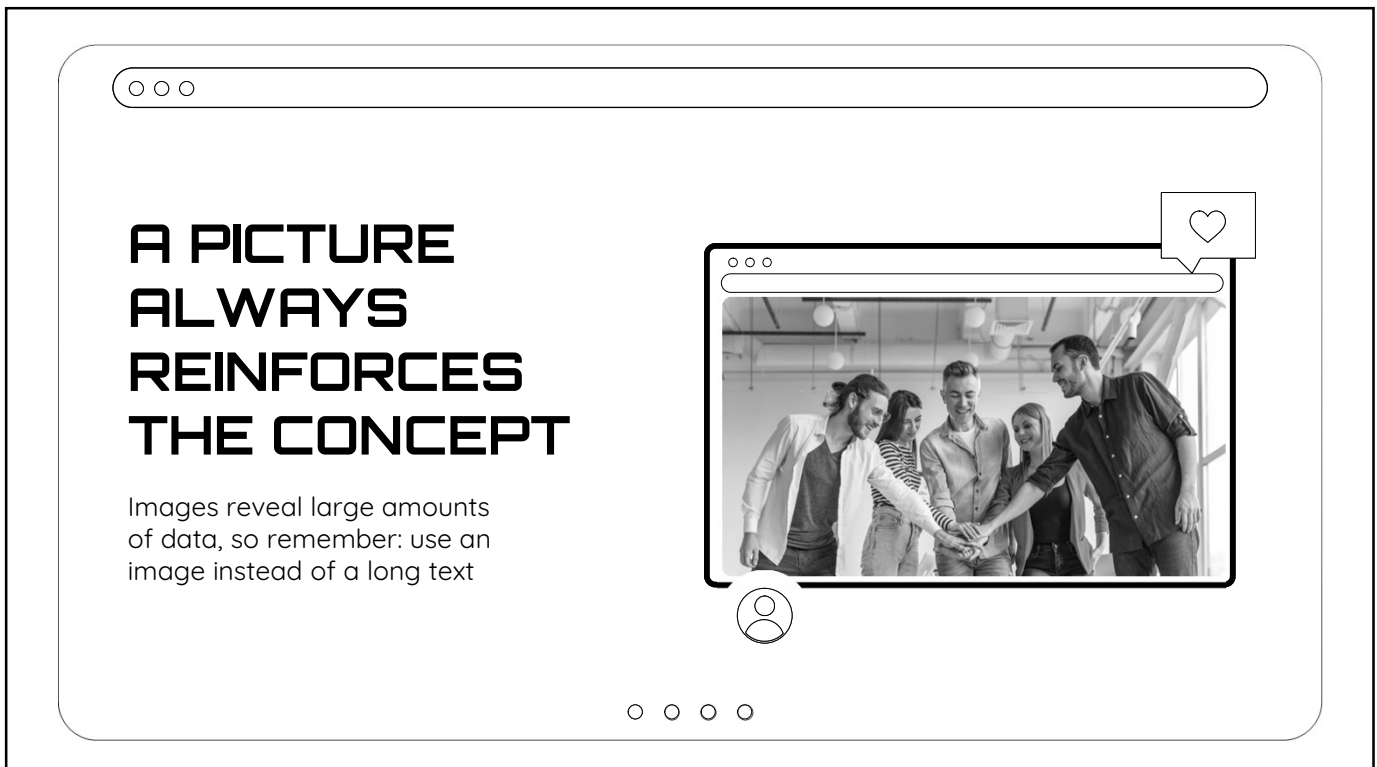 A PICTURE
ALWAYS
REINFORCES
THE CONCEPT
Images reveal large amounts
of data, so remember: use an
image instead of a long text